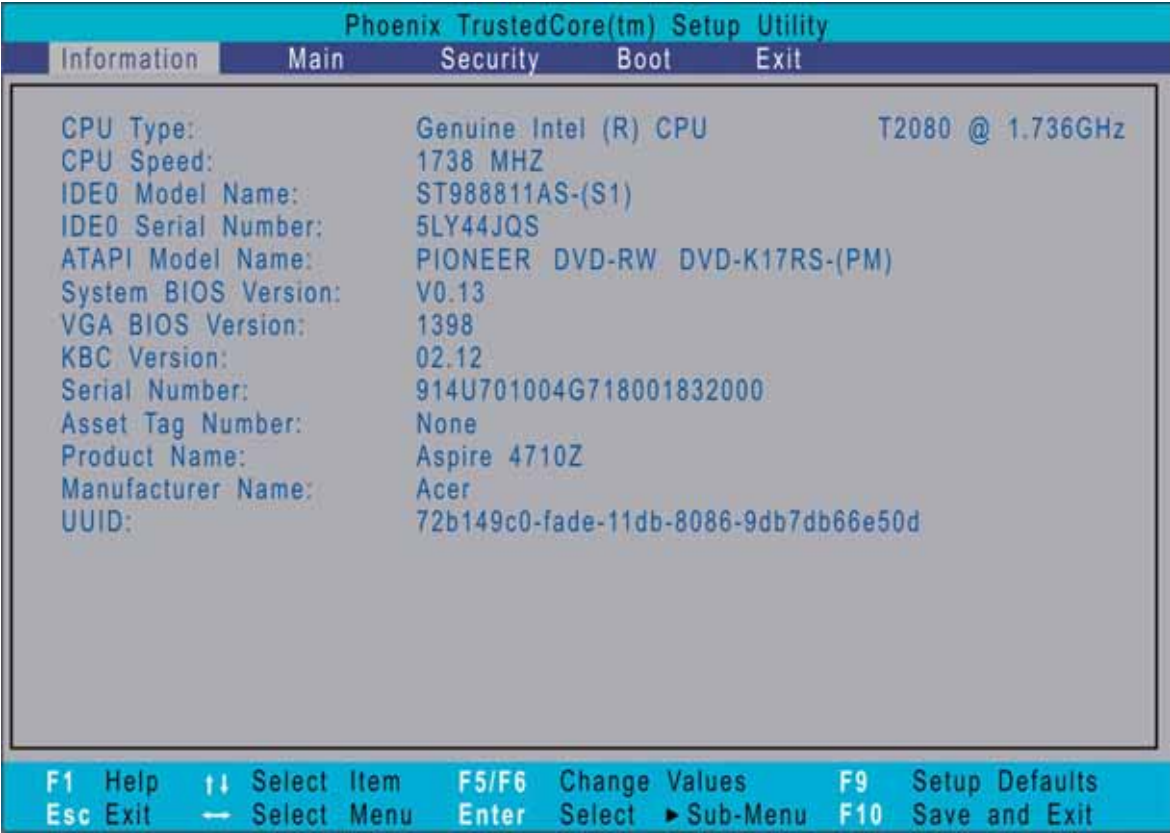 Phoenix TrustedCore(tm) Setup Utility
Information Main Security Boot Exit
CPU Type: Genuine Intel (R) CPU T2080 @ 1.736GHz
CPU Speed: 1738 MHZ
IDE0 Model Name: ST988811AS-(S1)
IDE0 Serial Number: 5LY44JQS
ATAPI Model Name: PIONEER DVD-RW DVD-K17RS-(PM)
System BIOS Version: V0.13
VGA BIOS Version: 1398
KBC Version: 02.12
Serial Number: 914U701004G718001832000
Asset Tag Number: None
Product Name: Aspire 4710Z
Manufacturer Name: Acer
UUID: 72b149c0-fade-11db-8086-9db7db66e50d
F1 Help ↑↓ Select Item F5/F6 Change Values F9 Setup Defaults
Esc Exit ↔ Select Menu Enter Select ►Sub-Menu F10 Save and Exit